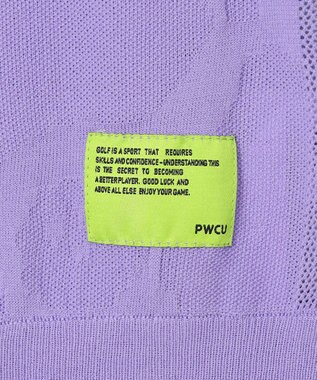 GOLF IS A SPORT THAT REQUIRES
SKILLS AND CONFIDENCE-UNDERSTANDING THIS
IS THE SECRET TO BECOMING
A BETTER PLAYER. GOOD LUCK AND
ABOVE ALL ELSE ENJOY YOUR GAME.
PWCU